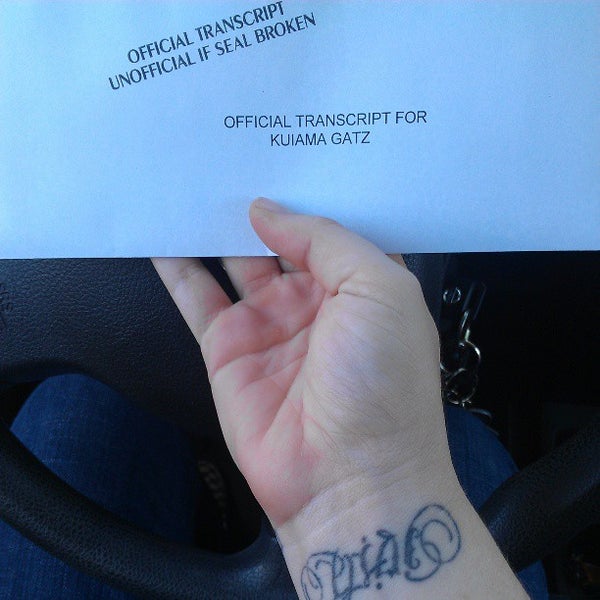 OFFICIAL TRANSCRIPT
UNOFFICIAL IF SEAL BROKEN
OFFICIAL TRANSCRIPT FOR
KUIAMA GATZ